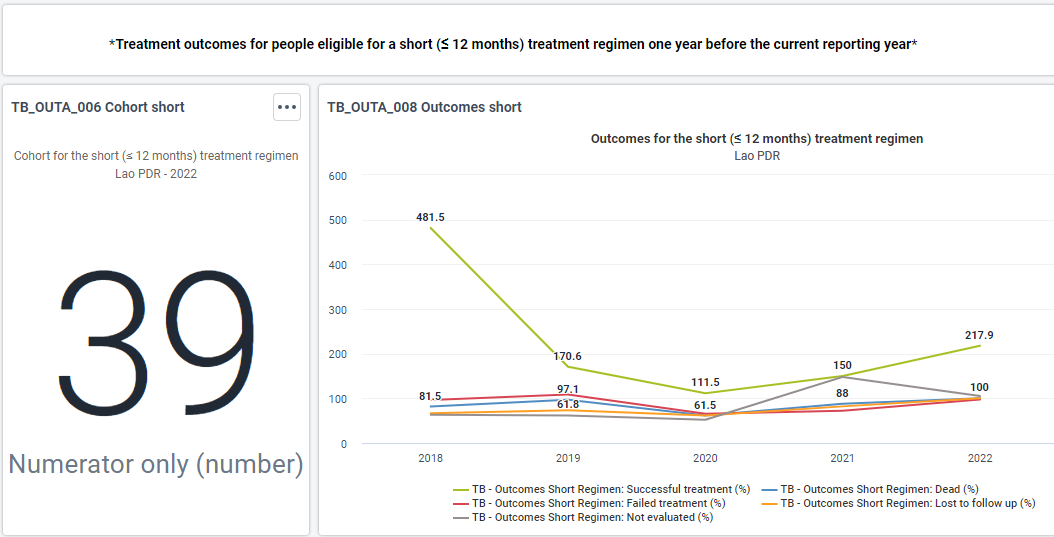 *Treatment outcomes for people eligible for a short (≤ 12 months) treatment regimen one year before the current reporting year*
TB_OUTA_006 Cohort short
Cohort for the short (≤ 12 months) treatment regimen
Lao PDR - 2022
39
Numerator only (number)
TB_OUTA_008 Outcomes short
Outcomes for the short (≤ 12 months) treatment regimen
Lao PDR
600
500
400
300
200
100
0
481.5
81.5
170.6
97.1
61.8
111.5
61.5
150
88
217.9
100
2018
2019
2020
2021
2022
TB - Outcomes Short Regimen: Successful treatment (%)
TB - Outcomes Short Regimen: Dead (%)
TB - Outcomes Short Regimen: Failed treatment (%)
TB - Outcomes Short Regimen: Lost to follow up (%)
TB - Outcomes Short Regimen: Not evaluated (%)